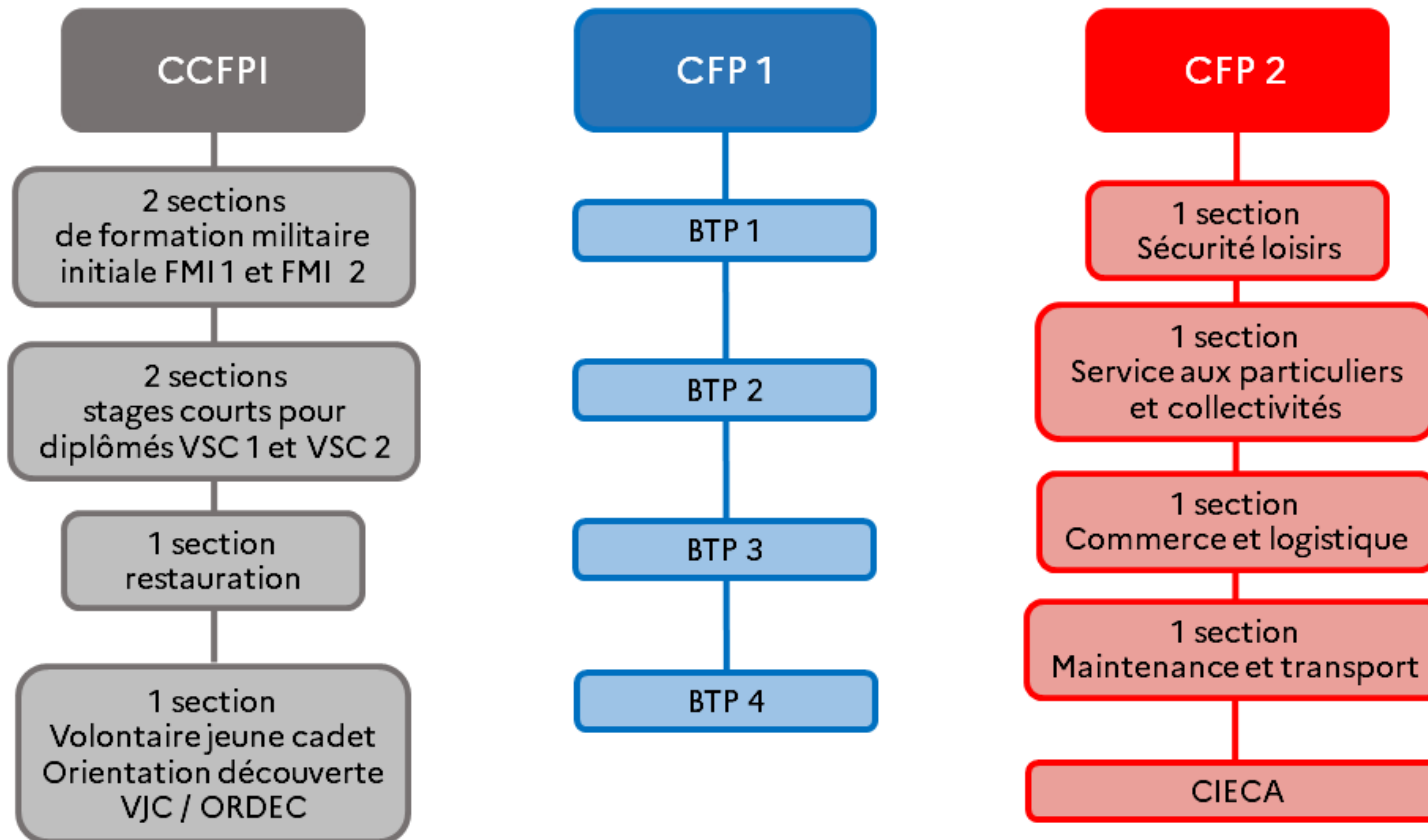 CCFPI
2 sections
de formation militaire
initiale FMI 1 et FMI 2
2 sections
stages courts pour
diplômés VSC 1 et VSC 2
1 section
restauration
1 section
Volontaire jeune cadet
Orientation découverte
VJC / ORDEC
CFP 1
BTP 1
BTP 2
BTP 3
BTP 4
CFP 2
1 section
Sécurité loisirs
1 section
Service aux particuliers
et collectivités
1 section
Commerce et logistique
1 section
Maintenance et transport
CIECA